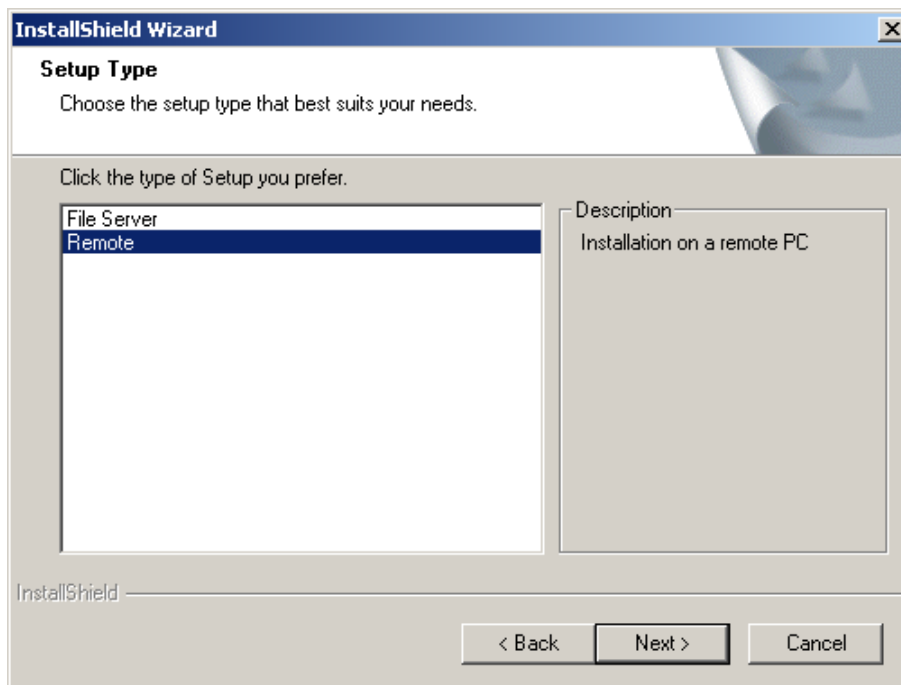 InstallShield Wizard
Setup Type
Choose the setup type that best suits your needs.
Click the type of Setup you prefer.
File Server
Remote
Description
Installation on a remote PC
InstallShield
< Back
Next >
Cancel